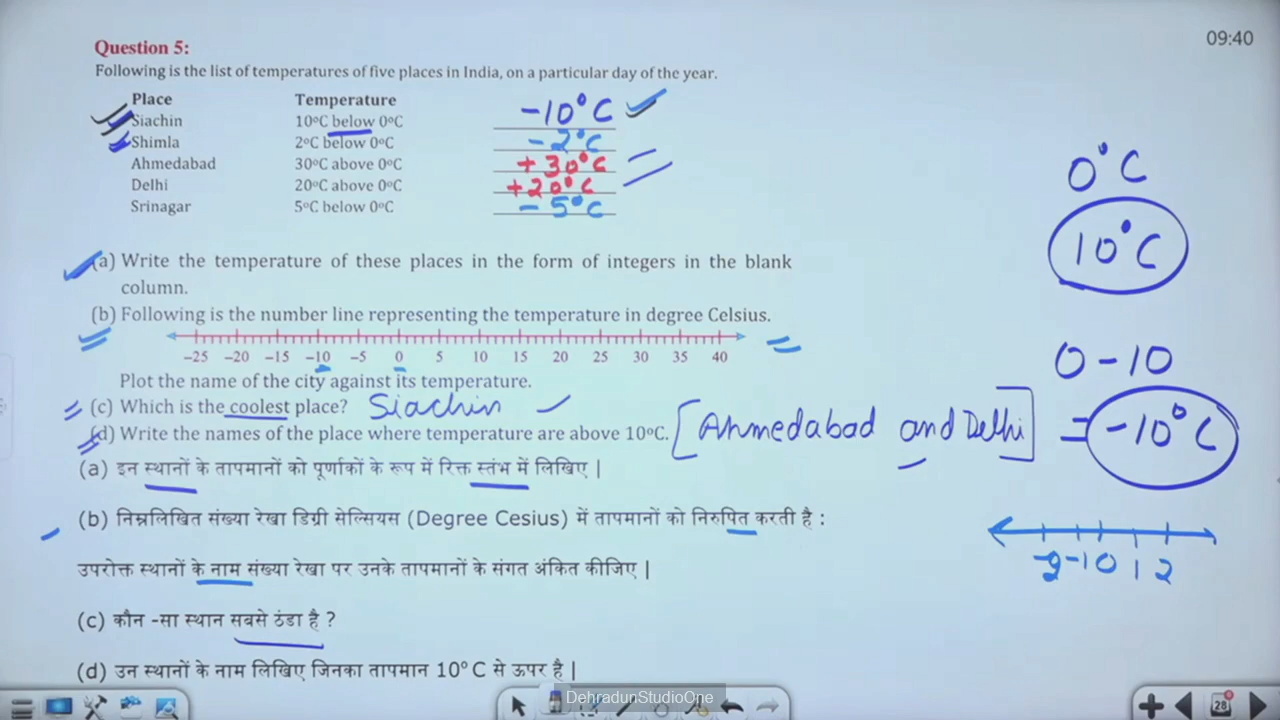 09:40
Question 5:
Following is the list of temperatures of five places in India, on a particular day of the year.
Place Temperature
Siachin 10°C below 0°C -10°C
Shimla 2°C below 0°C -2°C
Ahmedabad 30°C above 0°C +30°C
Delhi 20°C above 0°C +20°C
Srinagar 5°C below 0°C -5°C
0°C
10°C
(a) Write the temperature of these places in the form of integers in the blank
column.
(b) Following is the number line representing the temperature in degree Celsius.
-25 -20 -15 -10 -5 0 5 10 15 20 25 30 35 40
0-10
Plot the name of the city against its temperature.
(c) Which is the coolest place? Siachin
(d) Write the names of the place where temperature are above 10°C. [Ahmedabad and Delhi]
= -10°C
(a) इन स्थानों के तापमानों को पूर्णाकों के रूप में रिक्त स्तंभ में लिखिए |
(b) निम्नलिखित संख्या रेखा डिग्री सेल्सियस (Degree Cesius) में तापमानों को निरुपित करती है :
-2 -1 0 1 2
उपरोक्त स्थानों के नाम संख्या रेखा पर उनके तापमानों के संगत अंकित कीजिए |
(c) कौन -सा स्थान सबसे ठंडा है ?
(d) उन स्थानों के नाम लिखिए जिनका तापमान 10° C से ऊपर है |
DehradunStudioOne
28